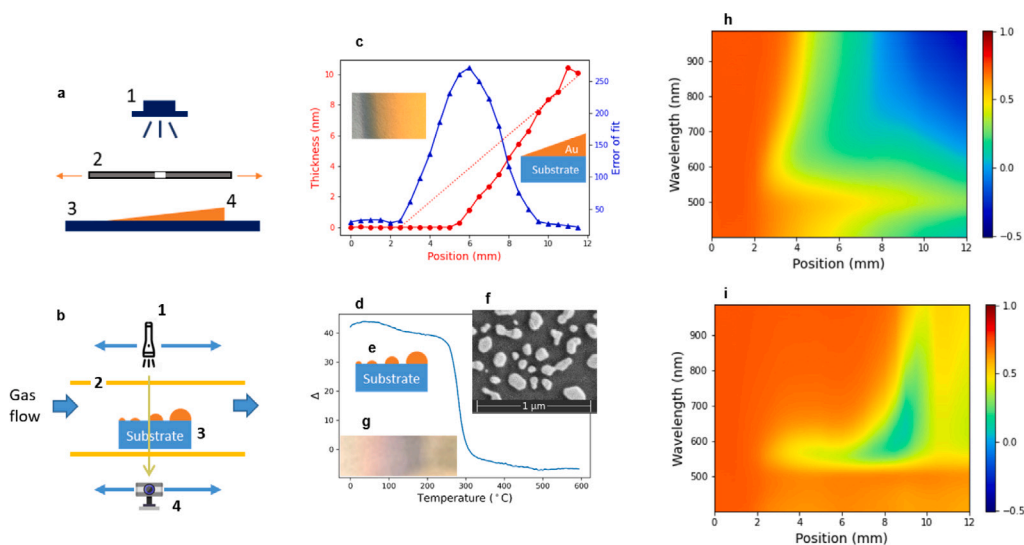 a
1
2
3
4
b
1
2
Gas
flow
Substrate
3
4
c
Thickness (nm)
10
8
6
4
2
0
0 2 4 6 8 10 12
Position (mm)
250
200
150
100
50
Error of fit
Au
Substrate
d
Δ
40
30
20
10
0
0 100 200 300 400 500 600
Temperature (°C)
e
Substrate
f
1 µm
g
h
Wavelength (nm)
900
800
700
600
500
0 2 4 6 8 10 12
Position (mm)
1.0
0.5
0.0
−0.5
i
Wavelength (nm)
900
800
700
600
500
0 2 4 6 8 10 12
Position (mm)
1.0
0.5
0.0
−0.5